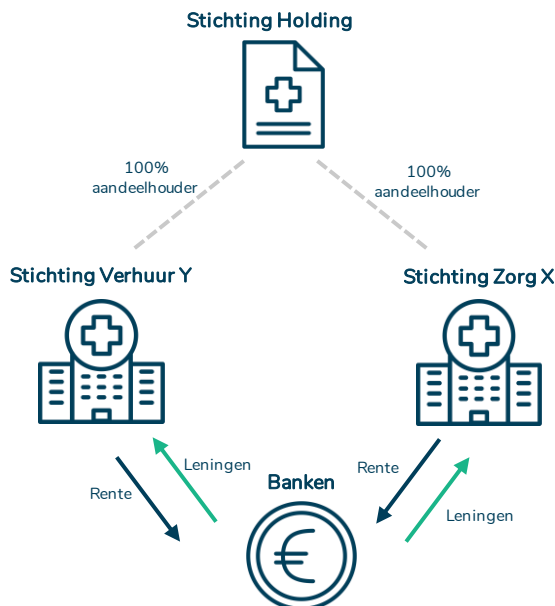 Stichting Holding
100%
aandeelhouder
100%
aandeelhouder
Stichting Verhuur Y
Stichting Zorg X
Leningen
Rente
Banken
Rente
Leningen
€